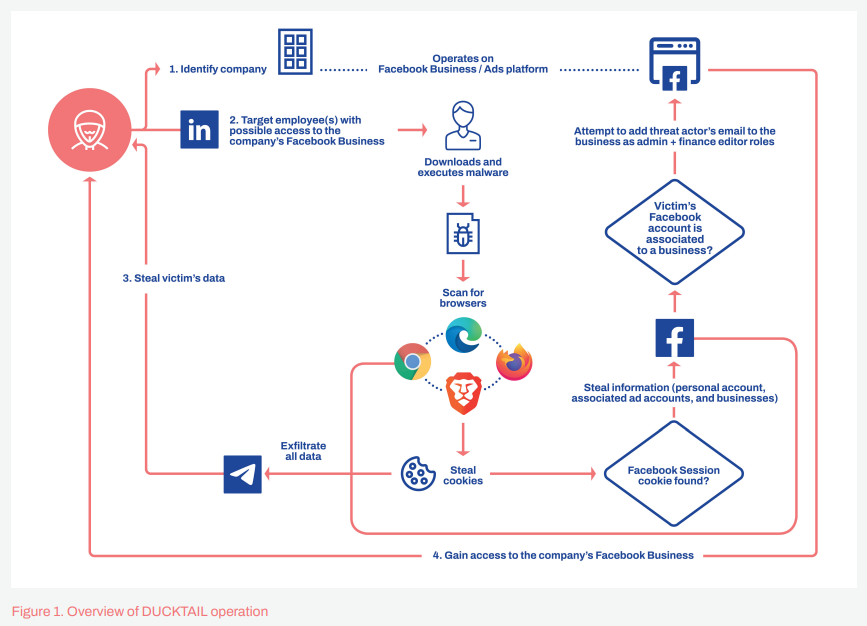 1. Identify company
Operates on
Facebook Business / Ads platform
2. Target employee(s) with
possible access to the
company's Facebook Business
in
Downloads and
executes malware
Attempt to add threat actor's email to the
business as admin + finance editor roles
Victim's
Facebook
account is
associated
to a business?
3. Steal victim's data
Scan for
browsers
Steal information (personal account,
associated ad accounts, and businesses)
Exfiltrate
all data
Steal
cookies
Facebook Session
cookie found?
4. Gain access to the company's Facebook Business
Figure 1. Overview of DUCKTAIL operation